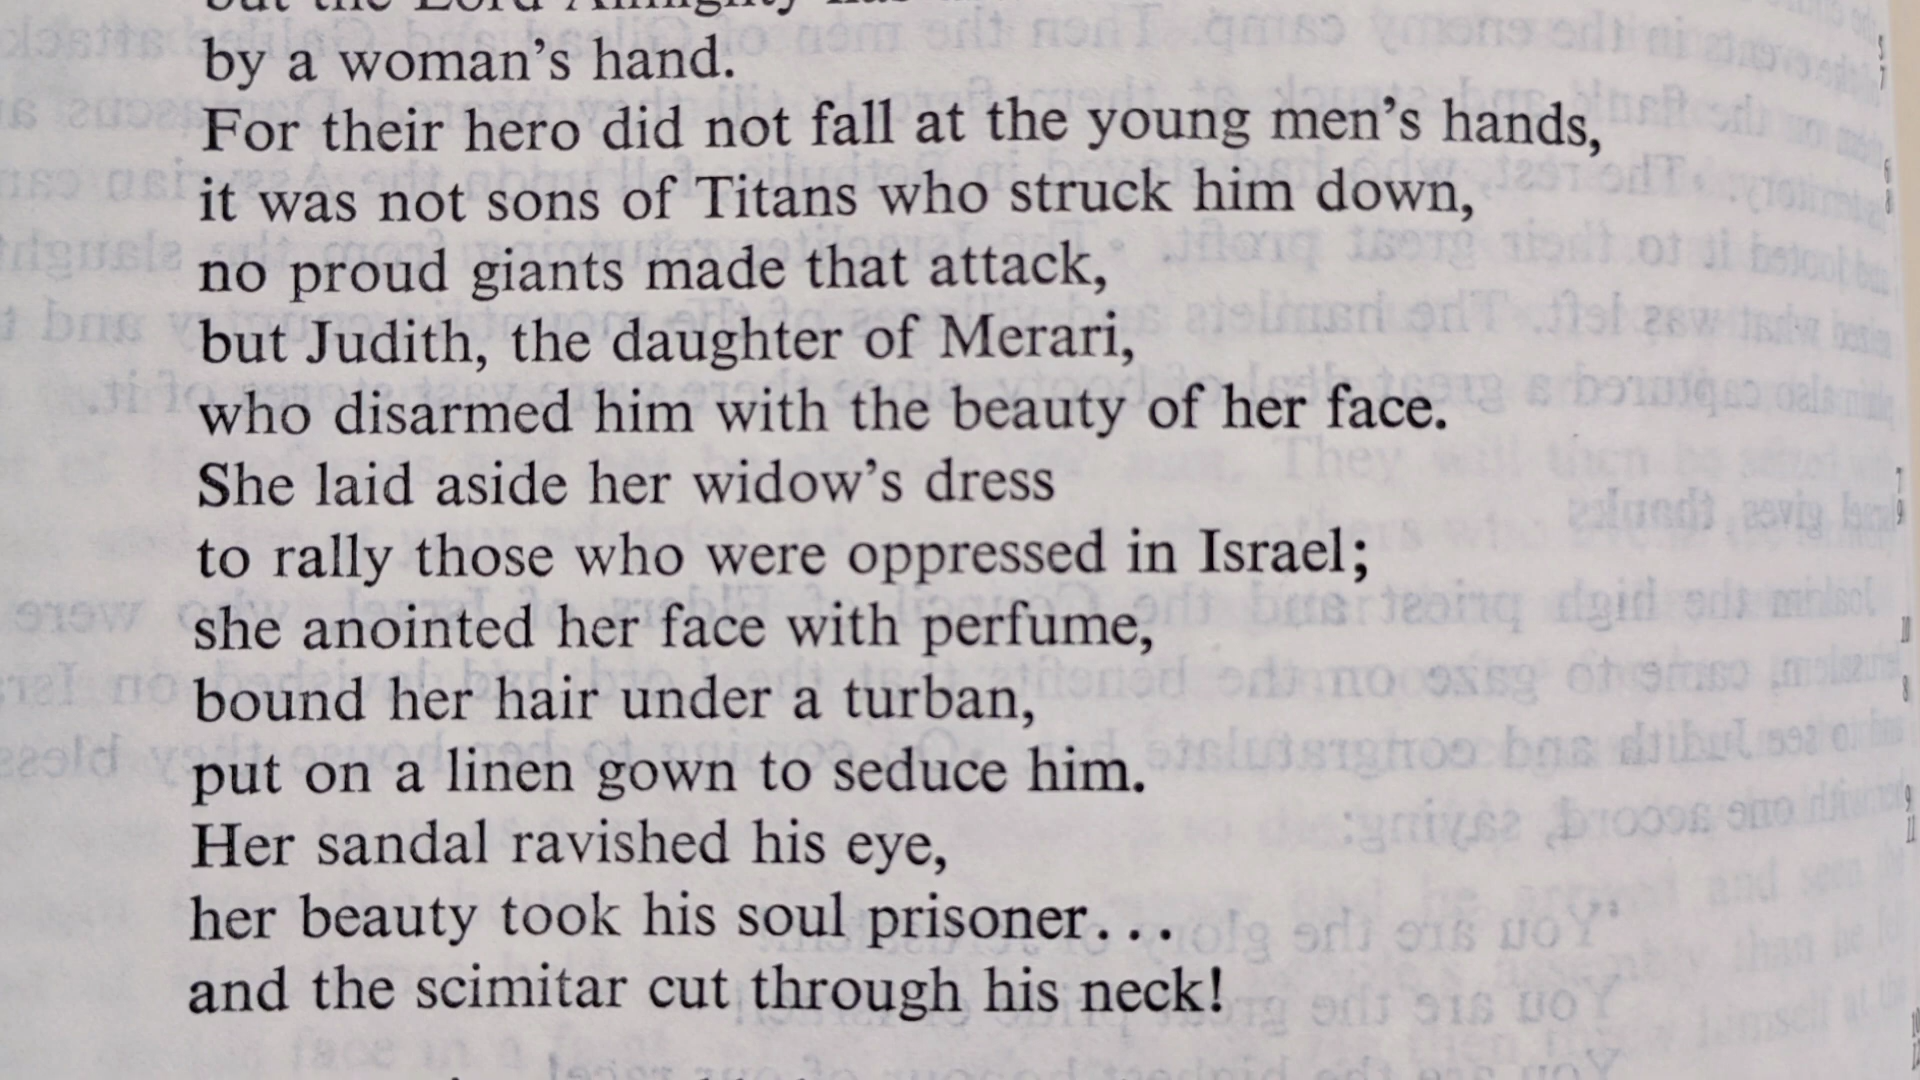 but the Lord Almighty has
by a woman's hand.
For their hero did not fall at the young men's hands,
it was not sons of Titans who struck him down,
no proud giants made that attack,
but Judith, the daughter of Merari,
who disarmed him with the beauty of her face.
She laid aside her widow's dress
to rally those who were oppressed in Israel;
she anointed her face with perfume,
bound her hair under a turban,
put on a linen gown to seduce him.
Her sandal ravished his eye,
her beauty took his soul prisoner. . .
and the scimitar cut through his neck!